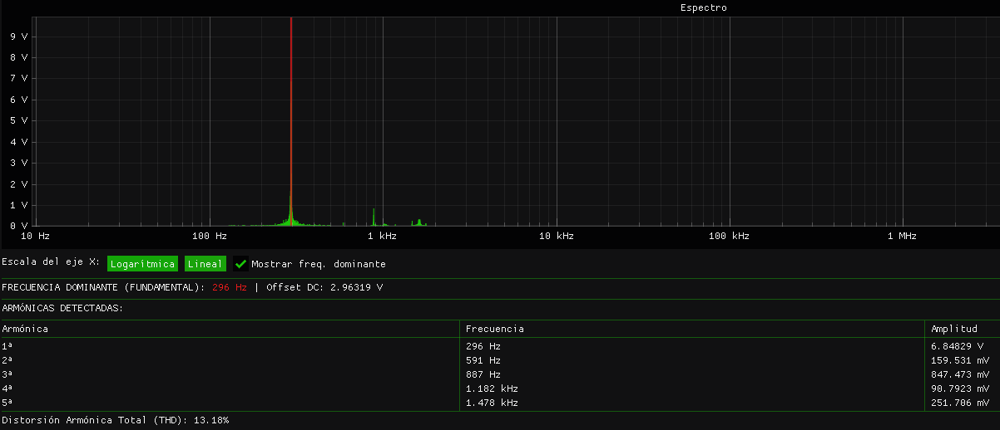 Espectro
9 V
8 V
7 V
6 V
5 V
4 V
3 V
2 V
1 V
0 V
10 Hz 100 Hz 1 kHz 10 kHz 100 kHz 1 MHz
Escala del eje X: Logarítmica Lineal Mostrar freq. dominante
FRECUENCIA DOMINANTE (FUNDAMENTAL): 296 Hz | Offset DC: 2.96319 V
ARMÓNICAS DETECTADAS:
Armónica Frecuencia Amplitud
1ª 296 Hz 6.84829 V
2ª 591 Hz 159.531 mV
3ª 887 Hz 847.473 mV
4ª 1.182 kHz 90.7923 mV
5ª 1.478 kHz 251.706 mV
Distorsión Armónica Total (THD): 13.18%